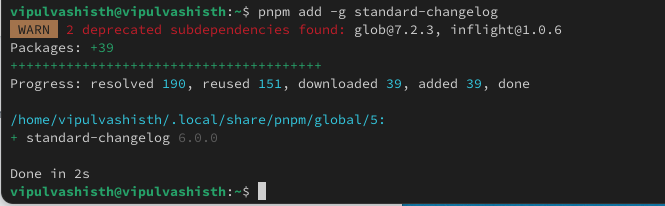 vipulvashisth@vipulvashisth:~$ pnpm add -g standard-changelog
WARN 2 deprecated subdependencies found: glob@7.2.3, inflight@1.0.6
Packages: +39
+++++++++++++++++++++++++++++++++++++++
Progress: resolved 190, reused 151, downloaded 39, added 39, done
/home/vipulvashisth/.local/share/pnpm/global/5:
+ standard-changelog 6.0.0
Done in 2s
vipulvashisth@vipulvashisth:~$